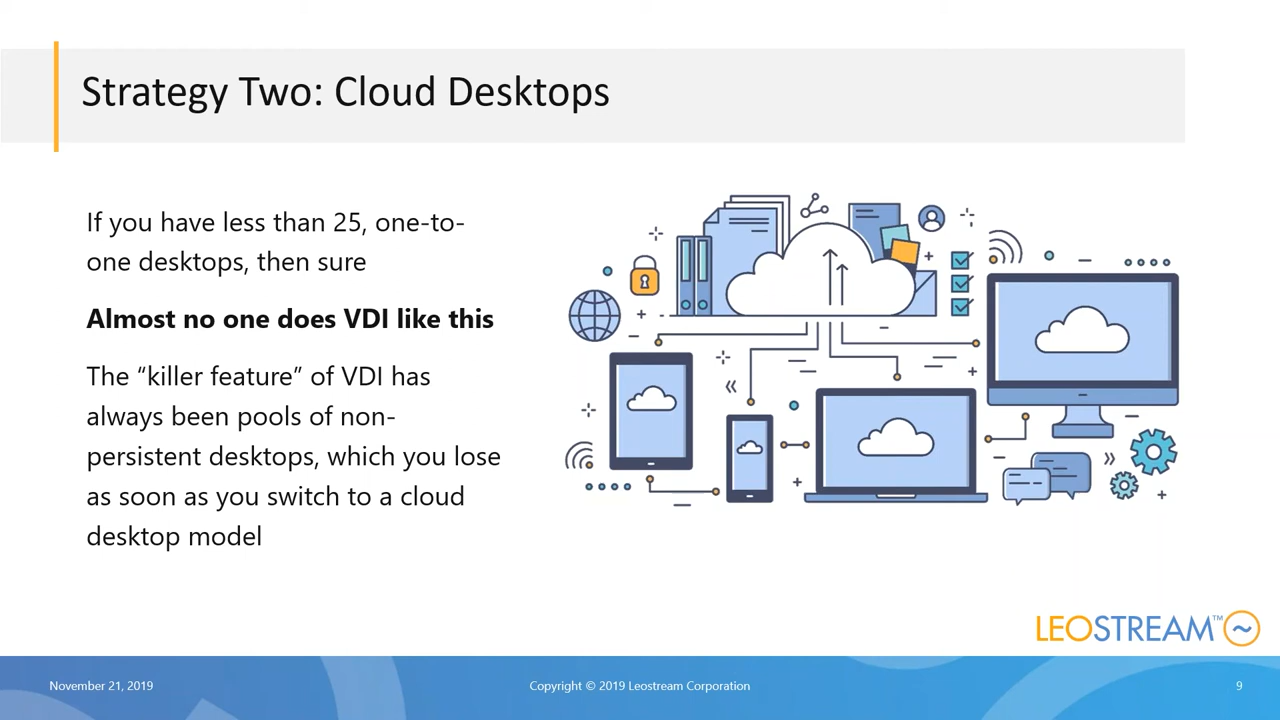 Strategy Two: Cloud Desktops
If you have less than 25, one-to-
one desktops, then sure
Almost no one does VDI like this
The “killer feature” of VDI has
always been pools of non-
persistent desktops, which you lose
as soon as you switch to a cloud
desktop model
LEOSTREAM™
November 21, 2019
Copyright © 2019 Leostream Corporation
9